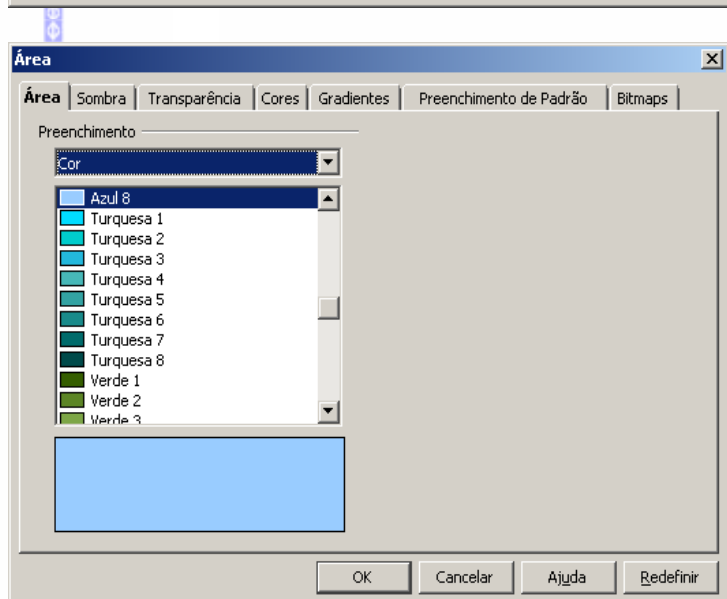 Área
Área Sombra Transparência Cores Gradientes Preenchimento de Padrão Bitmaps
Preenchimento
Cor
Azul 8
Turquesa 1
Turquesa 2
Turquesa 3
Turquesa 4
Turquesa 5
Turquesa 6
Turquesa 7
Turquesa 8
Verde 1
Verde 2
Verde 3
OK Cancelar Ajuda Redefinir